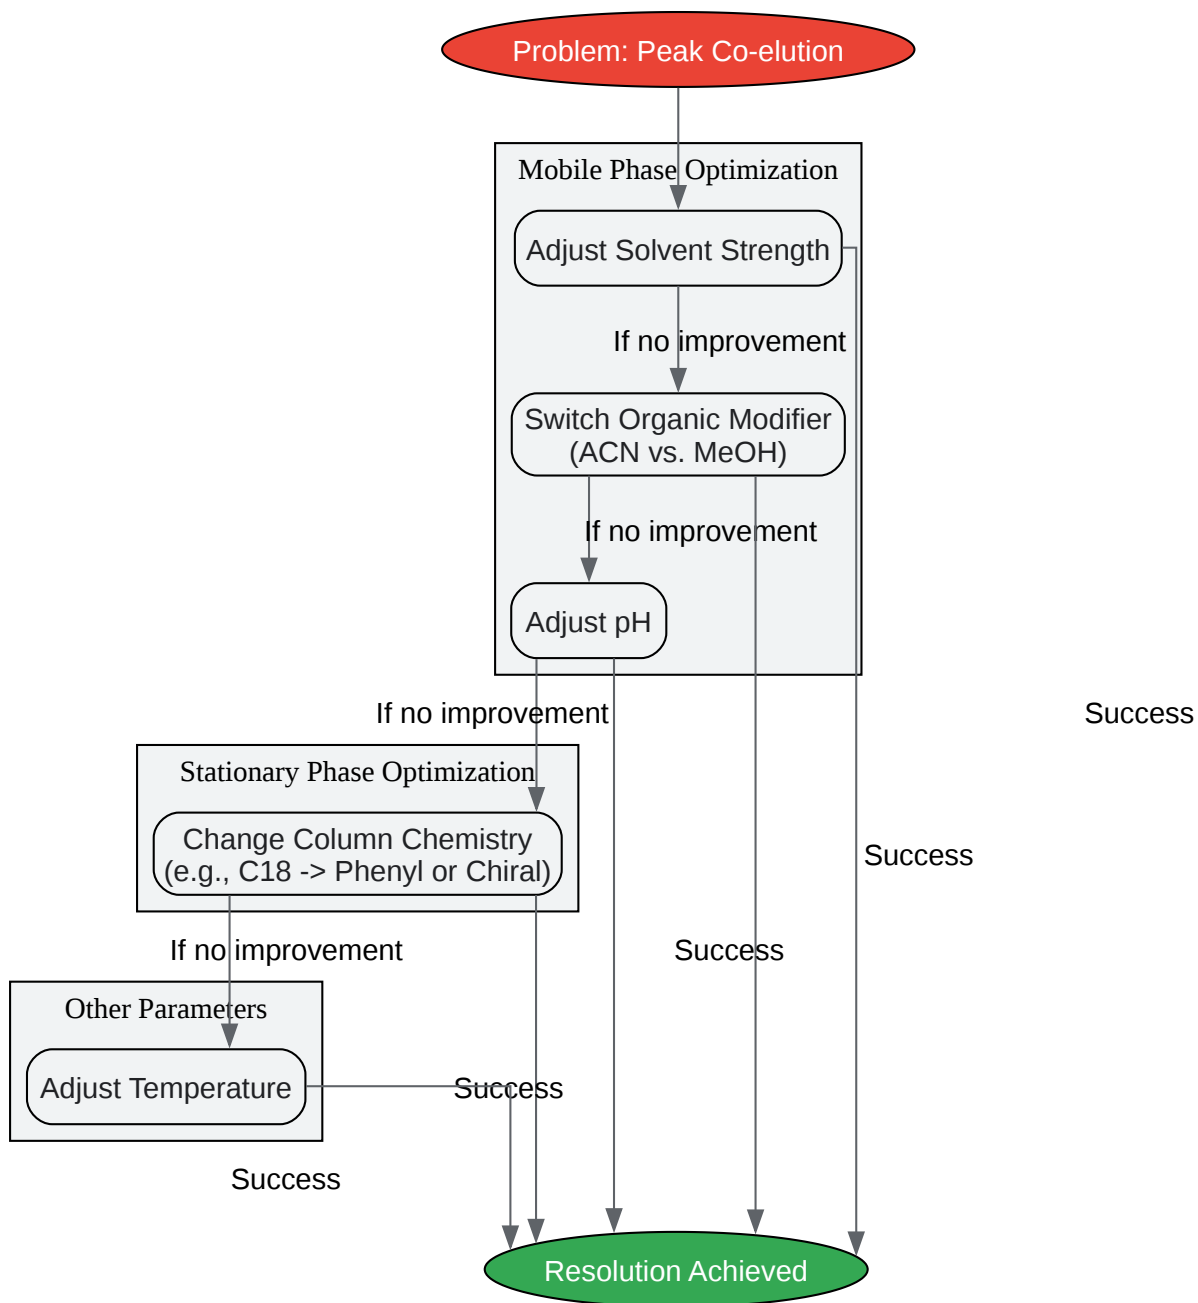 Problem: Peak Co-elution
Mobile Phase Optimization
Adjust Solvent Strength
If no improvement
Switch Organic Modifier
(ACN vs. MeOH)
If no improvement
Adjust pH
If no improvement
Success
Stationary Phase Optimization
Change Column Chemistry
(e.g., C18 -> Phenyl or Chiral)
Success
If no improvement
Success
Other Parameters
Adjust Temperature
Success
Success
Resolution Achieved